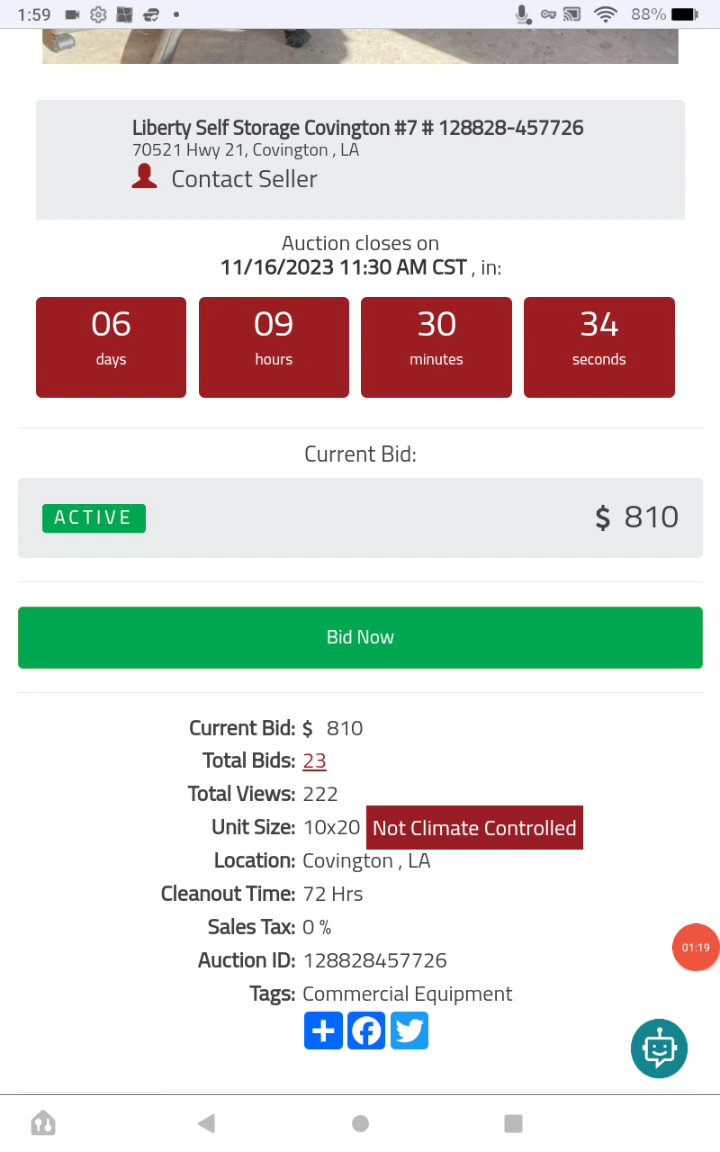 1:59
88%
Liberty Self Storage Covington #7 # 128828-457726
70521 Hwy 21, Covington , LA
Contact Seller
Auction closes on
11/16/2023 11:30 AM CST , in:
06 09 30 34
days hours minutes seconds
Current Bid:
ACTIVE $ 810
Bid Now
Current Bid: $ 810
Total Bids: 23
Total Views: 222
Unit Size: 10x20 Not Climate Controlled
Location: Covington , LA
Cleanout Time: 72 Hrs
Sales Tax: 0 %
01:19
Auction ID: 128828457726
Tags: Commercial Equipment